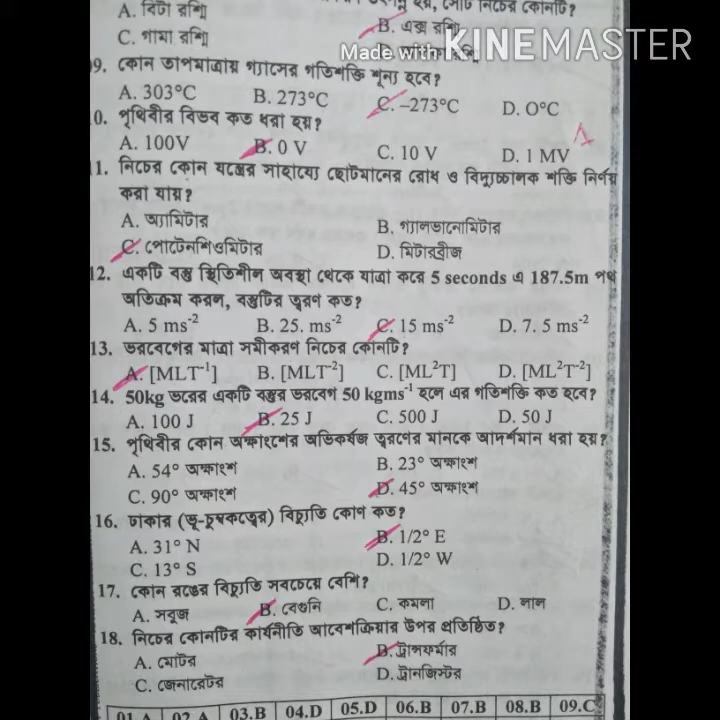 A. বিটা রশ্মি
B. এক্স রশ্মি
C. গামা রশ্মি
Made with KINEMASTER
09. কোন তাপমাত্রায় গ্যাসের গতিশক্তি শূন্য হবে?
A. 303°C B. 273°C C. –273°C D. O°C
0. পৃথিবীর বিভব কত ধরা হয়?
A. 100V B. 0 V C. 10 V D. 1 MV
1. নিচের কোন যন্ত্রের সাহায্যে ছোটমানের রোধ ও বিদ্যুচ্চালক শক্তি নির্ণয়
করা যায়?
A. অ্যামিটার B. গ্যালভানোমিটার
C. পোটেনশিওমিটার D. মিটারব্রীজ
12. একটি বস্তু স্থিতিশীল অবস্থা থেকে যাত্রা করে 5 seconds এ 187.5m পথ
অতিক্রম করল, বস্তুটির ত্বরণ কত?
A. 5 ms⁻² B. 25. ms⁻² C. 15 ms⁻² D. 7. 5 ms⁻²
13. ভরবেগের মাত্রা সমীকরণ নিচের কোনটি?
A. [MLT⁻¹] B. [MLT⁻²] C. [ML²T] D. [ML²T⁻²]
14. 50kg ভরের একটি বস্তুর ভরবেগ 50 kgms⁻¹ হলে এর গতিশক্তি কত হবে?
A. 100 J B. 25 J C. 500 J D. 50 J
15. পৃথিবীর কোন অক্ষাংশের অভিকর্ষজ ত্বরণের মানকে আদর্শমান ধরা হয়?
A. 54° অক্ষাংশে B. 23° অক্ষাংশে
C. 90° অক্ষাংশে D. 45° অক্ষাংশে
16. ঢাকার (ভূ-চুম্বকত্বের) বিচ্যুতি কোণ কত?
A. 31° N B. 1/2° E
C. 13° S D. 1/2° W
17. কোন রঙের বিচ্যুতি সবচেয়ে বেশি?
A. সবুজ B. বেগুনি C. কমলা D. লাল
18. নিচের কোনটির কার্যনীতি আবেশক্রিয়ার উপর প্রতিষ্ঠিত?
A. মোটর B. ট্রান্সফর্মার
C. জেনারেটর D. ট্রানজিস্টর
01.A 02.A 03.B 04.D 05.D 06.B 07.B 08.B 09.C